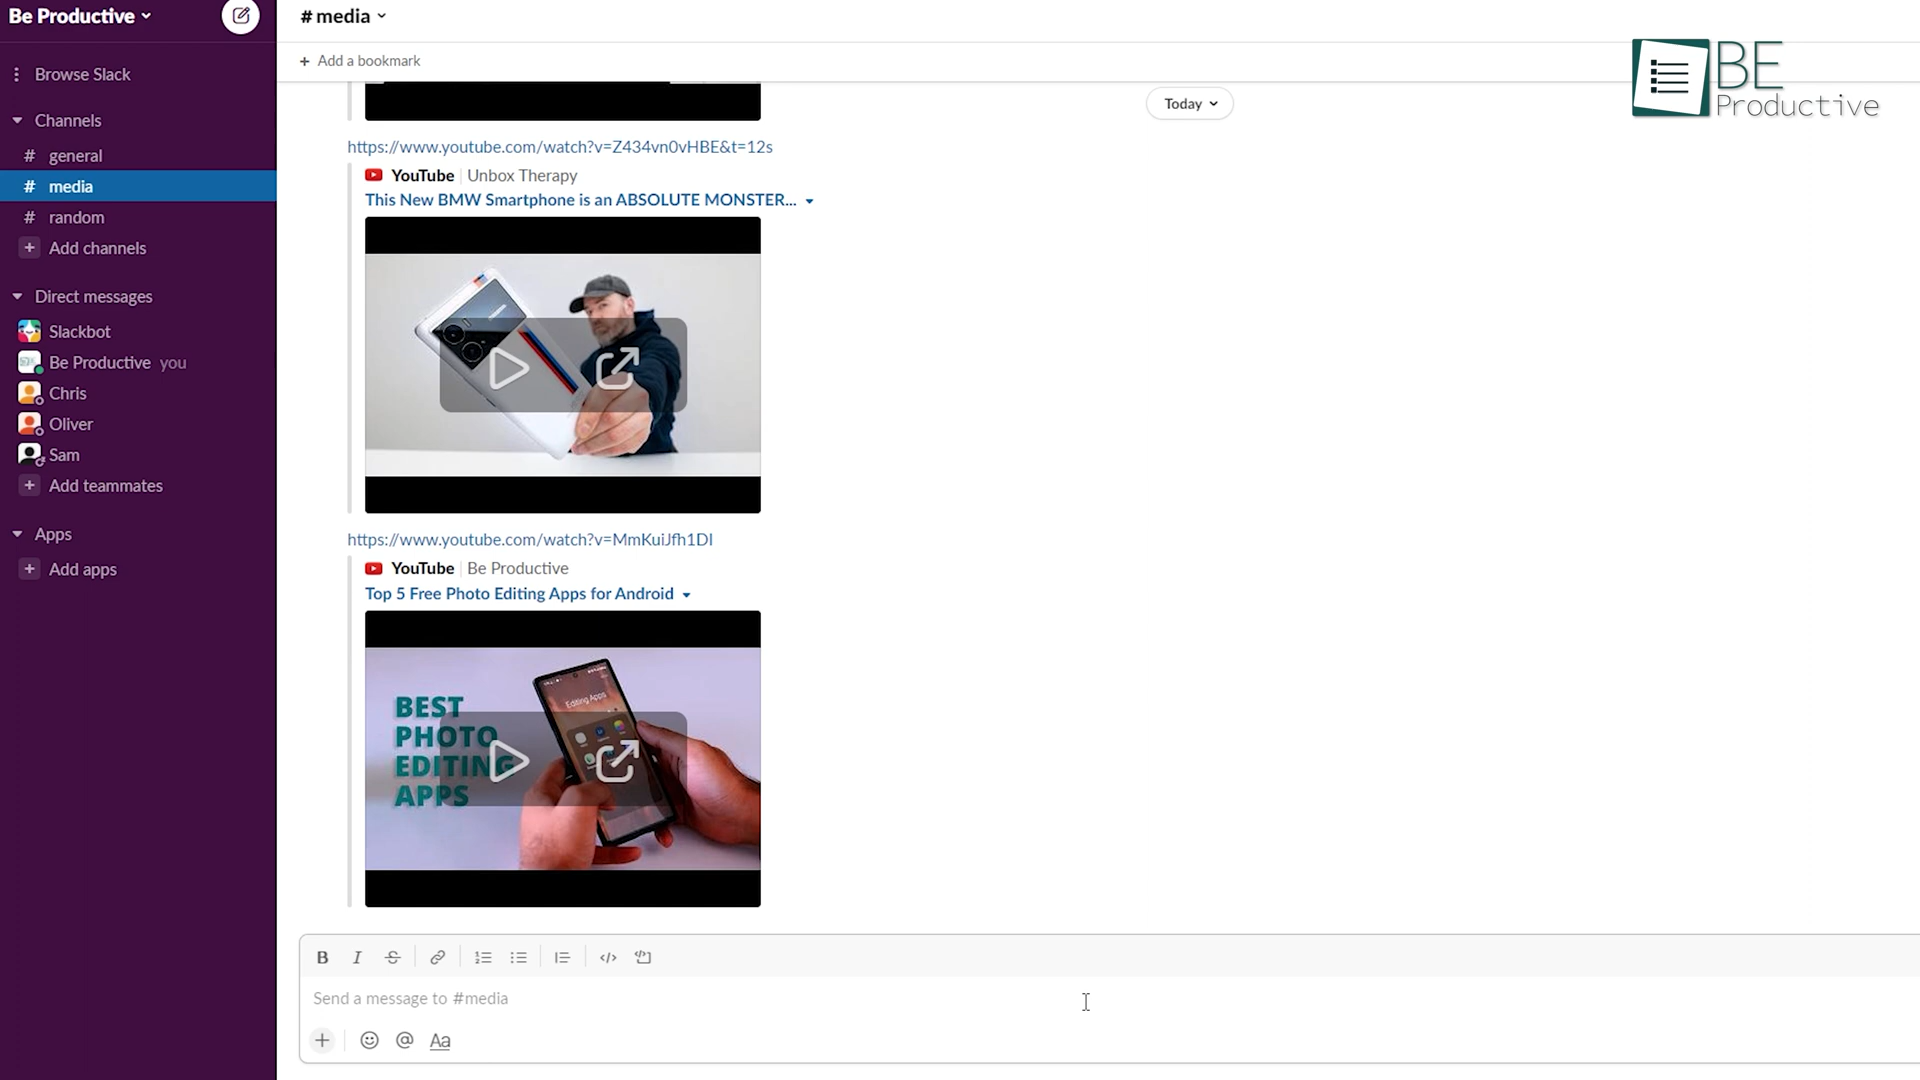 Be Productive
Browse Slack
Channels
# general
# media
# random
+ Add channels
Direct messages
Slackbot
Be Productive you
Chris
Oliver
Sam
+ Add teammates
Apps
+ Add apps
# media
+ Add a bookmark
Today
BE
Productive
https://www.youtube.com/watch?v=Z434vn0vHBE&t=12s
YouTube | Unbox Therapy
This New BMW Smartphone is an ABSOLUTE MONSTER...
https://www.youtube.com/watch?v=MmKuiJfh1DI
YouTube | Be Productive
Top 5 Free Photo Editing Apps for Android
BEST
PHOTO
EDITING
APPS
Editing Apps
B I S
Send a message to #media
+ @ Aa